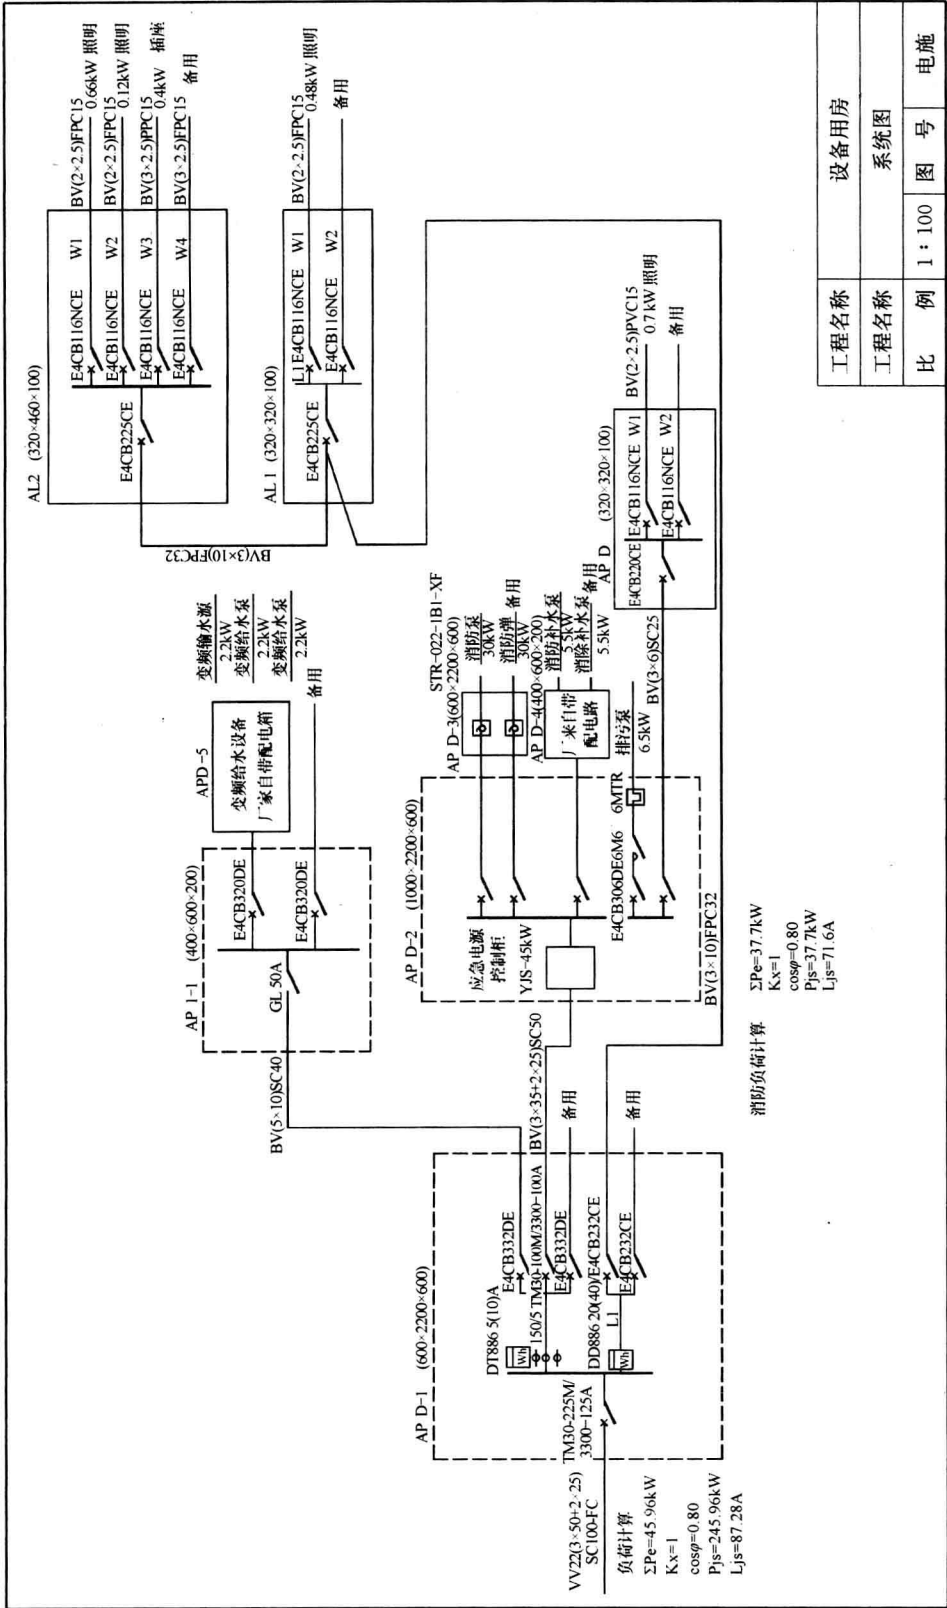 AL2 (320×460×100)
E4CB225CE
E4CB116NCE W1
BV(2×2.5)FPC15
0.66kW 照明
E4CB116NCE W2
BV(2×2.5)FPC15
0.12kW 照明
E4CB116NCE W3
BV(3×2.5)PPC15
0.4kW 插座
E4CB116NCE W4
BV(3×2.5)FPC15
备用
BV(3×10)FPC32
AL 1 (320×320×100)
E4CB225CE
L1 E4CB116NCE W1
BV(2×2.5)FPC15
0.48kW 照明
E4CB116NCE W2
备用
APD-5
变频给水设备
厂家自带配电箱
变频输水源
2.2kW
变频给水泵
2.2kW
变频给水泵
2.2kW
备用
AP 1-1 (400×600×200)
GL 50A
E4CB320DE
E4CB320DE
BV(5×10)SC40
STR-022-1B1-XF
AP D-3(600×2200×600)
消防泵
30kW
消防弹
30kW
备用
AP D-4(400×600×200)
厂来自带
配电路
消防补水泵
5.5kW
消除补水泵
5.5kW
备用
AP D-2 (1000×2200×600)
应急电源
控制柜
YJS-45kW
E4CB306DE6M6 6MTR
排污泵
6.5kW
BV(3×6)SC25
AP D (320×320×100)
E4CB220CE
E4CB116NCE W1
BV(2×2.5)PVC15
0.7 kW 照明
E4CB116NCE W2
备用
BV(3×10)FPC32
AP D-1 (600×2200×600)
DT886 5(10)A
Wh
150/5 TM30-100M/3300-100A
E4CB332DE
E4CB332DE
BV(3×35+2×25)SC50
备用
DD886 20(40)/E4CB232CE
Wh
L1
E4CB232CE
备用
TM30-225M/
3300-125A
VV22(3×50+2×25)
SC100-FC
负荷计算
ΣPe=45.96kW
Kx=1
cosφ=0.80
Pjs=245.96kW
Ljs=87.28A
消防负荷计算
ΣPe=37.7kW
Kx=1
cosφ=0.80
Pjs=37.7kW
Ljs=71.6A
工程名称 设备用房
工程名称 系统图
比 例 1:100 图 号 电施